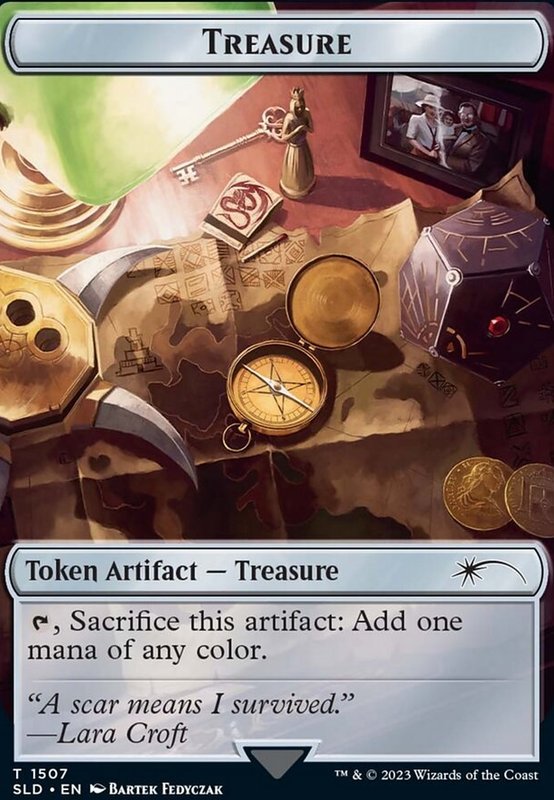 TREASURE
Token Artifact — Treasure
, Sacrifice this artifact: Add one
mana of any color.
“A scar means I survived.”
—Lara Croft
T 1507
SLD • EN BARTEK FEDYCZAK
™ & © 2023 Wizards of the Coast